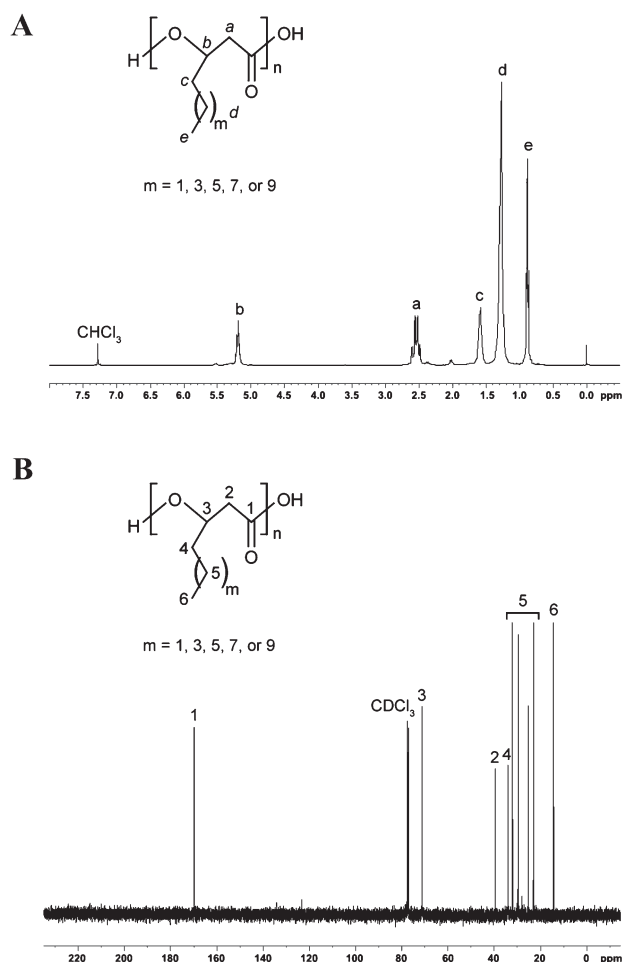 A
H
O
b
a
OH
n
O
c
m
d
e
m = 1, 3, 5, 7, or 9
d
e
c
a
b
CHCl3
7.5 7.0 6.5 6.0 5.5 5.0 4.5 4.0 3.5 3.0 2.5 2.0 1.5 1.0 0.5 0.0 ppm
B
H
O
3
2
1
OH
n
O
4
5
m
6
m = 1, 3, 5, 7, or 9
5
6
3
CDCl3
1
2
4
220 200 180 160 140 120 100 80 60 40 20 0 ppm